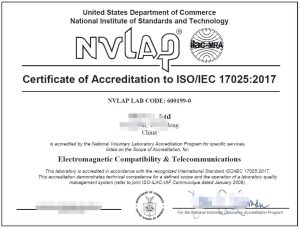 United States Department of Commerce
National Institute of Standards and Technology
NVLAP®
ilac-MRA
Certificate of Accreditation to ISO/IEC 17025:2017
NVLAP LAB CODE: 600199-0
Ltd
China
is accredited by the National Voluntary Laboratory Accreditation Program for specific services,
listed on the Scope of Accreditation, for:
Electromagnetic Compatibility & Telecommunications
This laboratory is accredited in accordance with the recognized International Standard ISO/IEC 17025:2017.
This accreditation demonstrates technical competence for a defined scope and the operation of a laboratory quality
management system (refer to joint ISO-ILAC-IAF Communique dated January 2009).
For the National Voluntary Laboratory Accreditation Program